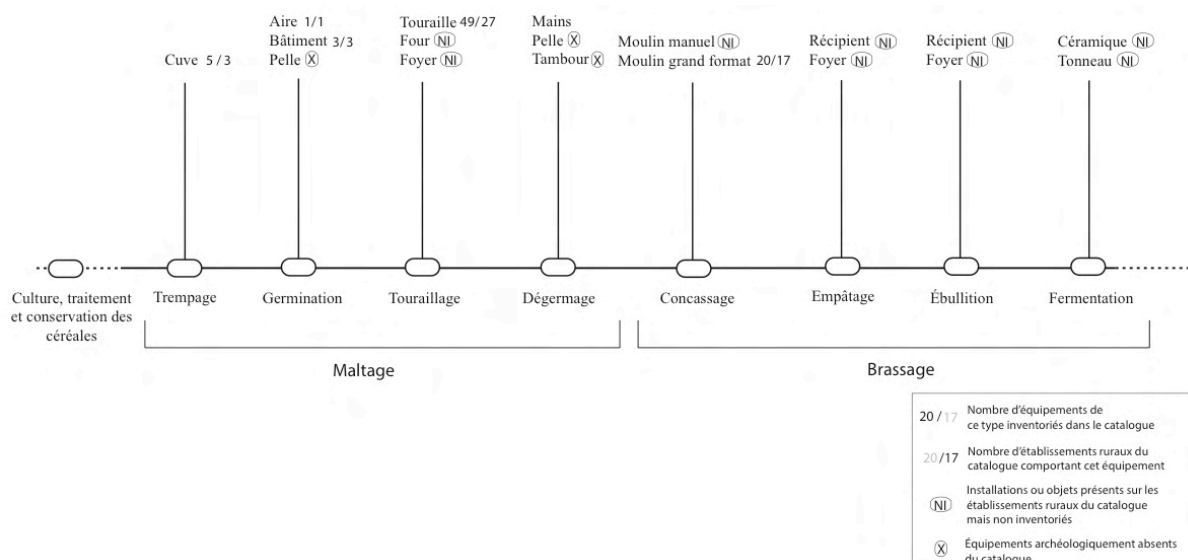 Cuve 5 / 3
Aire 1/1
Bâtiment 3/3
Pelle X
Touraille 49/27
Four NI
Foyer NI
Mains
Pelle X
Tambour X
Moulin manuel NI
Moulin grand format 20/17
Récipient NI
Foyer NI
Récipient NI
Foyer NI
Céramique NI
Tonneau NI
Culture, traitement
et conservation des
céréales
Trempage
Germination
Touraillage
Dégermage
Concassage
Empâtage
Ébullition
Fermentation
Maltage
Brassage
20 / 17 Nombre d'équipements de
ce type inventoriés dans le catalogue
20/17 Nombre d'établissements ruraux du
catalogue comportant cet équipement
NI Installations ou objets présents sur les
établissements ruraux du catalogue
mais non inventoriés
X Équipements archéologiquement absents
du catalogue